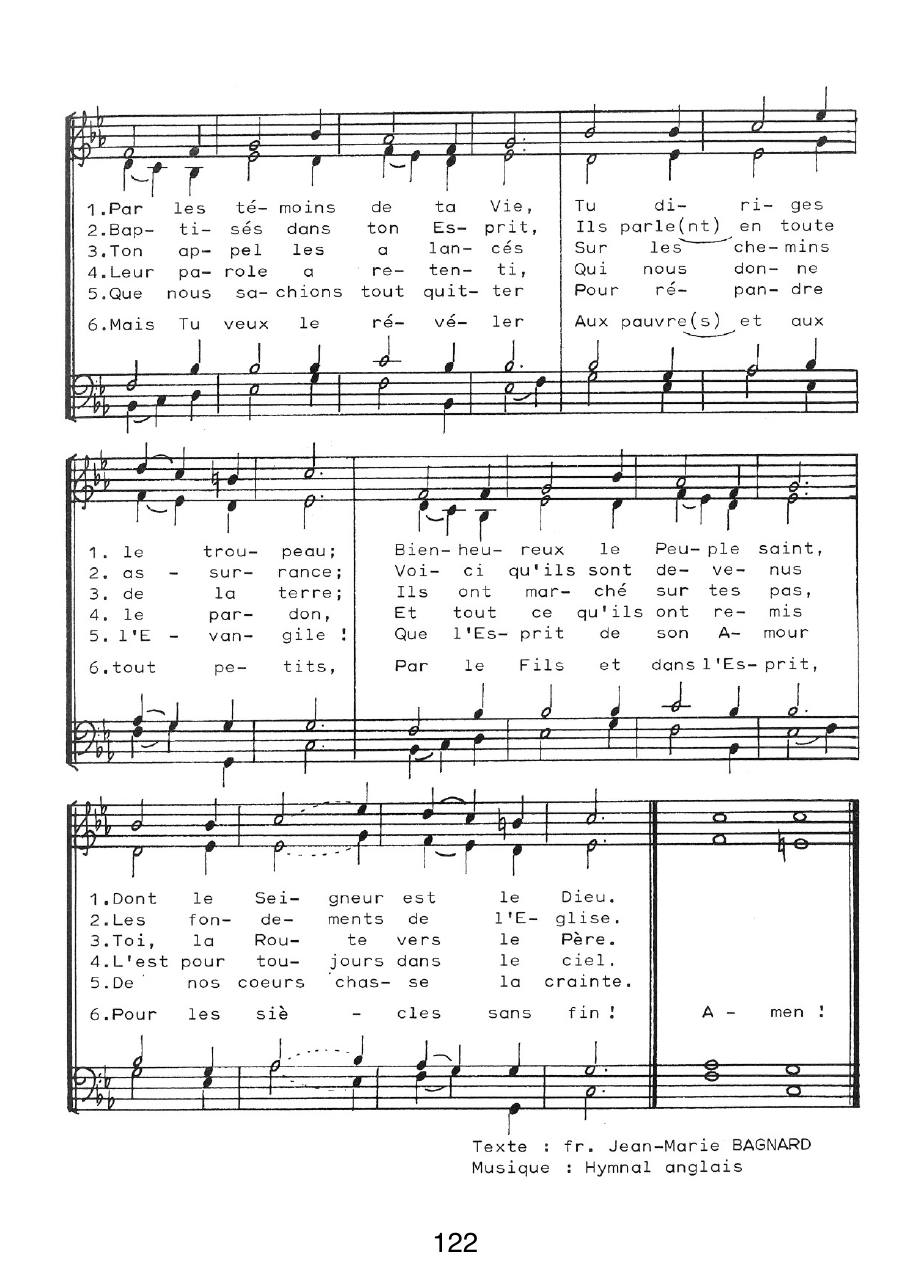 1.Par les té- moins de ta Vie, Tu di- ri- ges
2.Bap- ti- sés dans ton Es- prit, Ils parle(nt) en toute
3.Ton ap- pel les a lan- cés Sur les che- mins
4.Leur pa- role a re- ten- ti, Qui nous don- ne
5.Que nous sa- chions tout quit- ter Pour ré- pan- dre
6.Mais Tu veux le ré- vé- ler Aux pauvre(s) et aux
1. le trou- peau; Bien- heu- reux le Peu- ple saint,
2. as - sur- rance; Voi- ci qu'ils sont de- ve- nus
3. de la terre; Ils ont mar- ché sur tes pas,
4. le par- don, Et tout ce qu'ils ont re- mis
5. l'E - van- gile ! Que l'Es- prit de son A- mour
6.tout pe- tits, Par le Fils et dans l'Es- prit,
1.Dont le Sei- gneur est le Dieu.
2.Les fon- de- ments de l'E- glise.
3.Toi, la Rou- te vers le Père.
4.L'est pour tou- jours dans le ciel.
5.De nos coeurs chas- se la crainte.
6.Pour les siè - cles sans fin ! A - men !
Texte : fr. Jean-Marie BAGNARD
Musique : Hymnal anglais
122